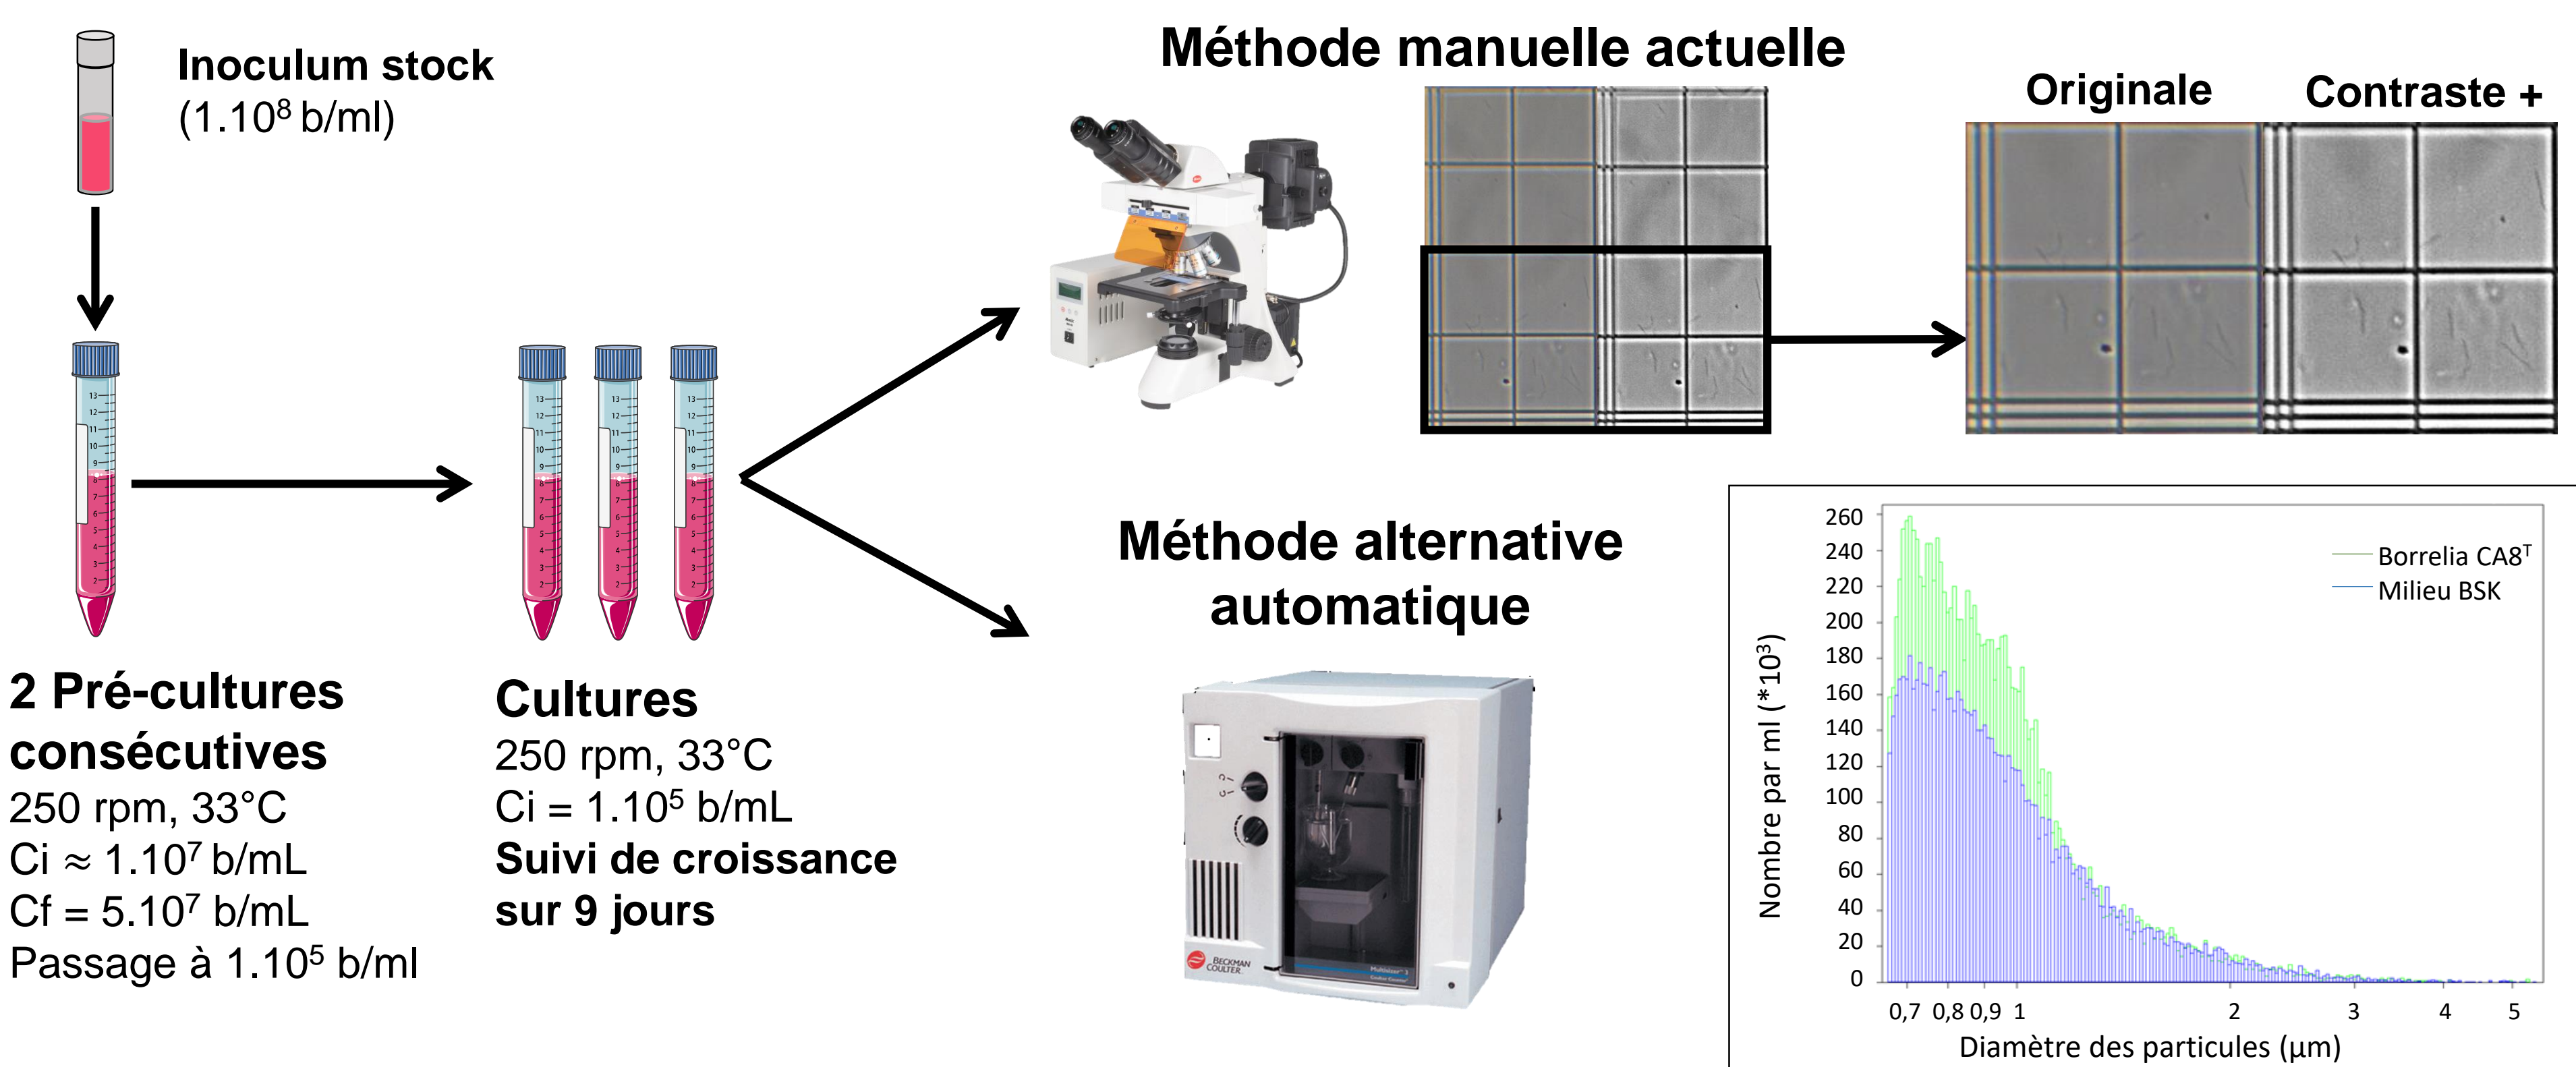 Inoculum stock
(1.10⁸ b/ml)
2 Pré-cultures
consécutives
250 rpm, 33°C
Ci ≈ 1.10⁷ b/mL
Cf = 5.10⁷ b/mL
Passage à 1.10⁵ b/ml
Cultures
250 rpm, 33°C
Ci = 1.10⁵ b/mL
Suivi de croissance
sur 9 jours
Méthode manuelle actuelle
Originale
Contraste +
Méthode alternative
automatique
BECKMAN
COULTER
Multisizer™ 3
Coulter Counter
Nombre par ml (*10³)
260
240
220
200
180
160
140
120
100
80
60
40
20
0
Borrelia CA8ᵀ
Milieu BSK
0,7 0,8 0,9 1 2 3 4 5
Diamètre des particules (µm)